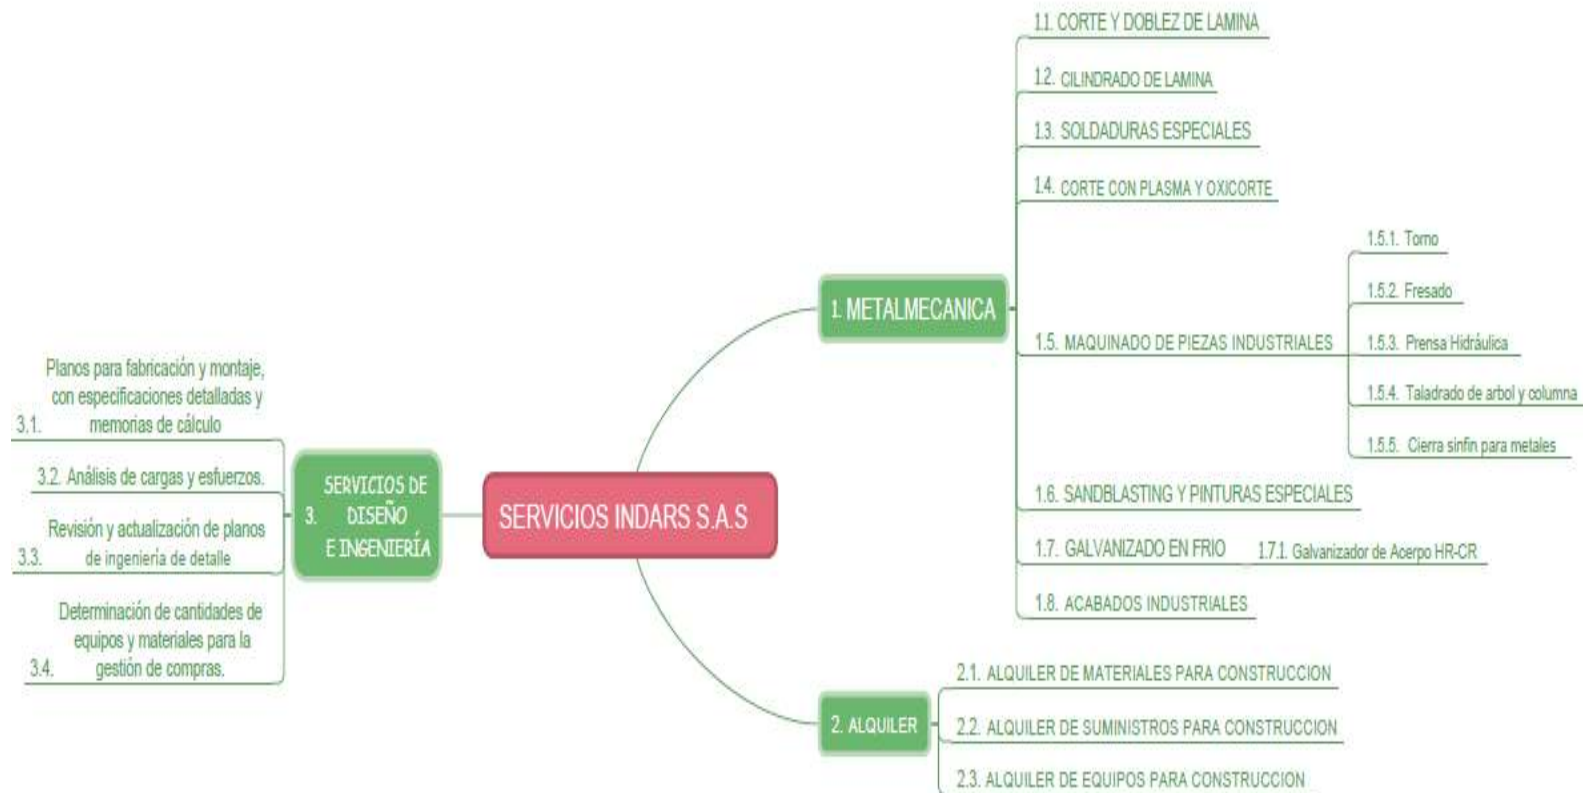 SERVICIOS INDARS S.A.S
1. METALMECANICA
1.1. CORTE Y DOBLEZ DE LAMINA
1.2. CILINDRADO DE LAMINA
1.3. SOLDADURAS ESPECIALES
1.4. CORTE CON PLASMA Y OXICORTE
1.5. MAQUINADO DE PIEZAS INDUSTRIALES
1.5.1. Torno
1.5.2. Fresado
1.5.3. Prensa Hidráulica
1.5.4. Taladrado de arbol y columna
1.5.5. Cierra sinfin para metales
1.6. SANDBLASTING Y PINTURAS ESPECIALES
1.7. GALVANIZADO EN FRIO
1.7.1. Galvanizador de Acerpo HR-CR
1.8. ACABADOS INDUSTRIALES
2. ALQUILER
2.1. ALQUILER DE MATERIALES PARA CONSTRUCCION
2.2. ALQUILER DE SUMINISTROS PARA CONSTRUCCION
2.3. ALQUILER DE EQUIPOS PARA CONSTRUCCION
SERVICIOS DE
3. DISEÑO
E INGENIERÍA
Planos para fabricación y montaje,
con especificaciones detalladas y
3.1. memorias de cálculo
3.2. Análisis de cargas y esfuerzos.
Revisión y actualización de planos
3.3. de ingeniería de detalle
Determinación de cantidades de
equipos y materiales para la
3.4. gestión de compras.